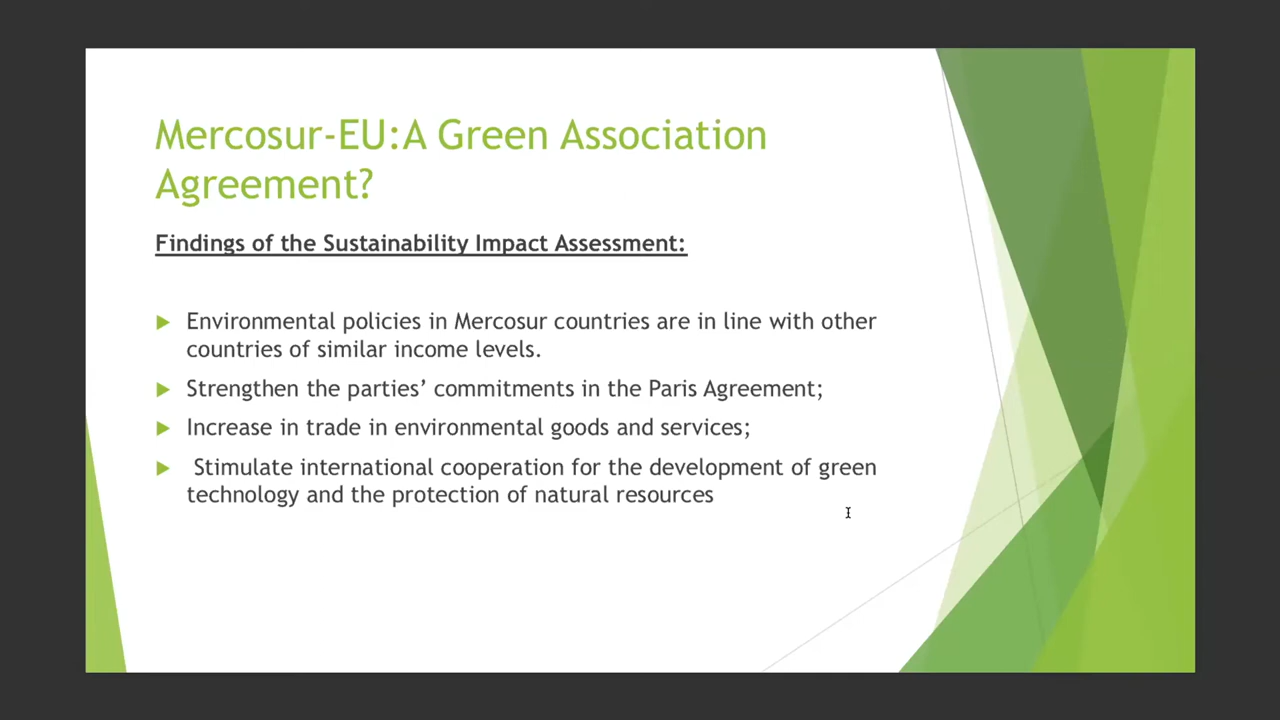 Mercosur-EU:A Green Association
Agreement?
Findings of the Sustainability Impact Assessment:
Environmental policies in Mercosur countries are in line with other
countries of similar income levels.
Strengthen the parties’ commitments in the Paris Agreement;
Increase in trade in environmental goods and services;
Stimulate international cooperation for the development of green
technology and the protection of natural resources